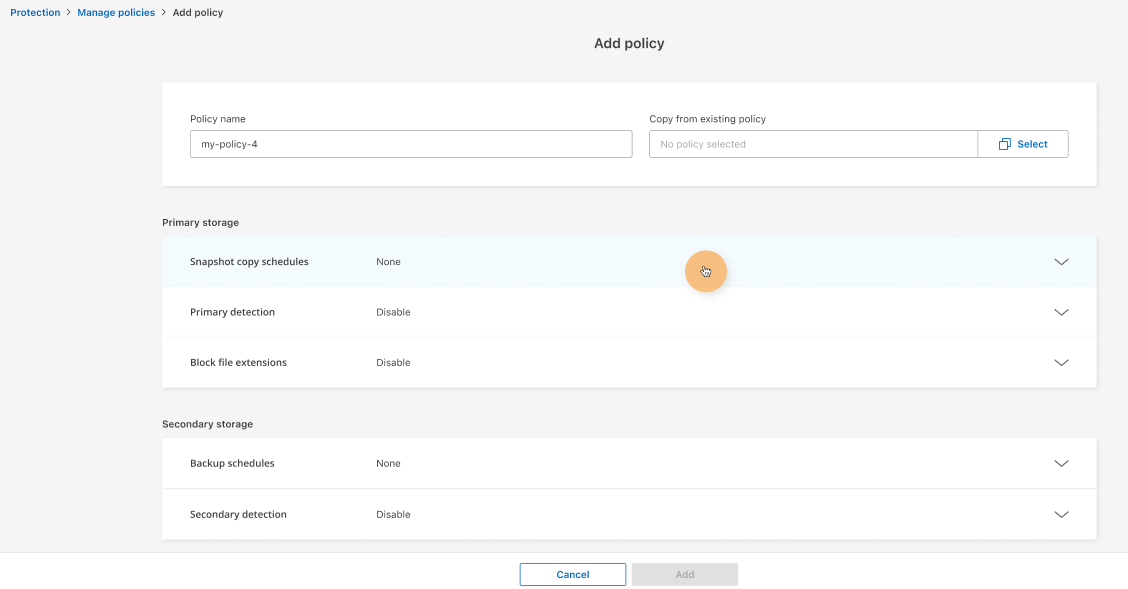 Protection > Manage policies > Add policy
Add policy
Policy name
Copy from existing policy
my-policy-4
No policy selected
Select
Primary storage
Snapshot copy schedules None
Primary detection Disable
Block file extensions Disable
Secondary storage
Backup schedules None
Secondary detection Disable
Cancel
Add